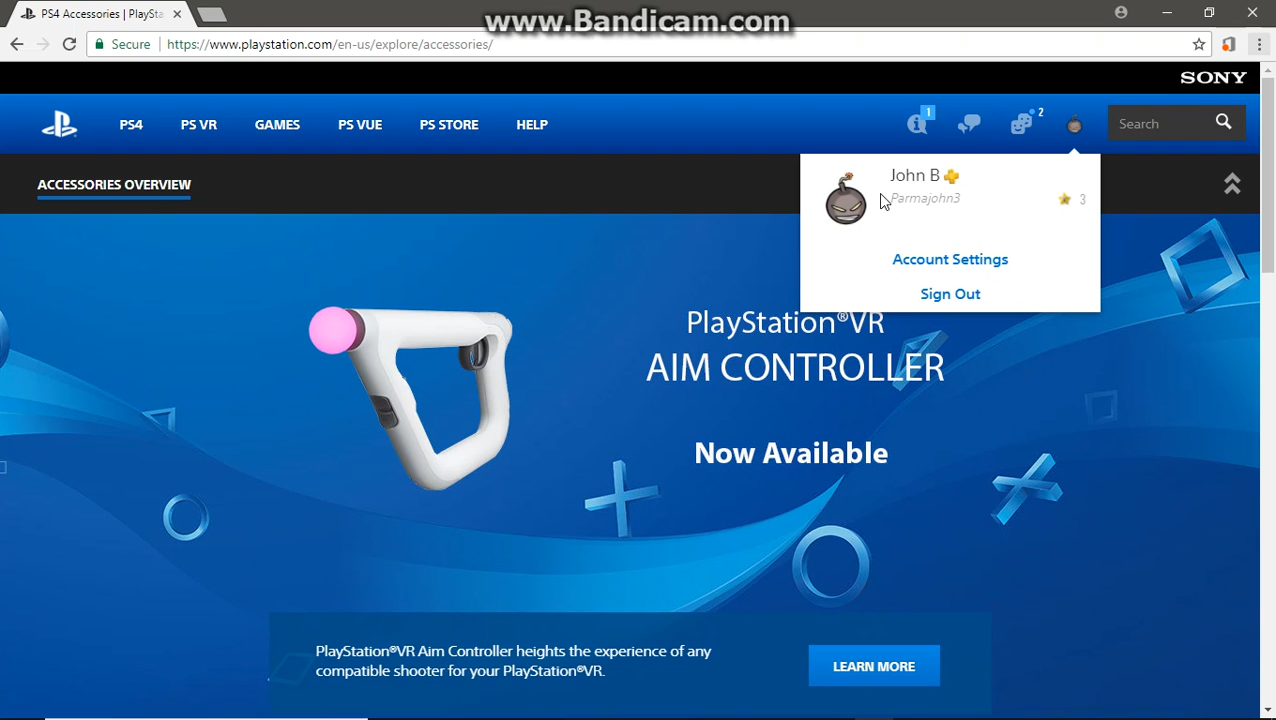 PS4 Accessories | PlaySta
www.Bandicam.com
Secure
https://www.playstation.com/en-us/explore/accessories/
SONY
PS4 PS VR GAMES PS VUE PS STORE HELP 1 2 Search
ACCESSORIES OVERVIEW
John B
Parmajohn3 3
Account Settings
Sign Out
PlayStation®VR
AIM CONTROLLER
Now Available
PlayStation®VR Aim Controller heights the experience of any
compatible shooter for your PlayStation®VR.
LEARN MORE